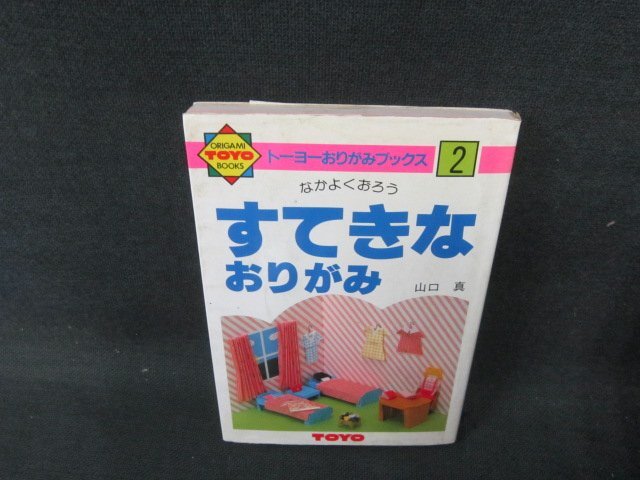 ORIGAMI
TOYO
BOOKS
トーヨーおりがみブックス
2
なかよくおろう
すてきな
おりがみ
山口 真
TOYO